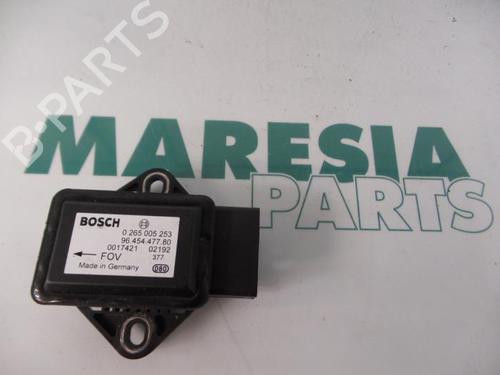 B-PARTS
MARESIA
PARTS
BOSCH
0 265 005 253
96.454.477.80
0017421 02192
← FOV 377
Made in Germany 080